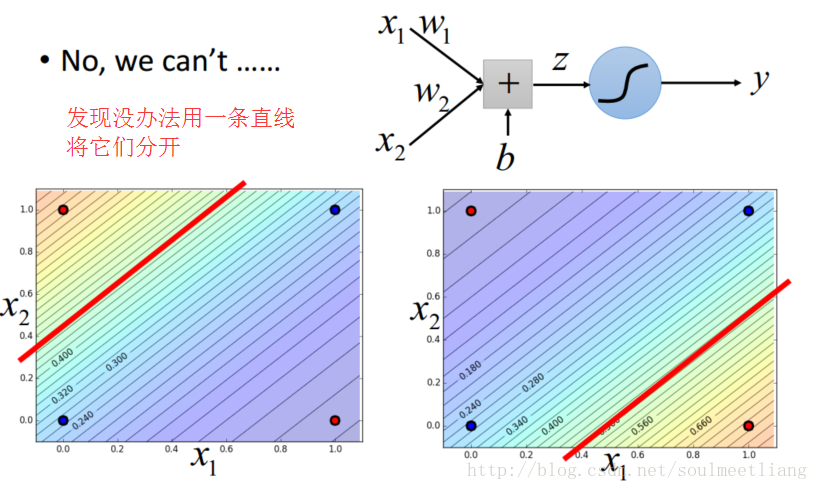 • No, we can't ……
发现没办法用一条直线
将它们分开
x₁ w₁
w₂
x₂
+
z
y
b
1.0
0.8
0.6
0.4
0.2
0.0
x₂
0.400
0.300
0.320
0.240
0.0 0.2 0.4 0.6 0.8 1.0
x₁
1.0
0.8
0.6
0.4
0.2
0.0
x₂
0.180
0.280
0.240
0.340
0.400
0.560
0.660
0.0 0.2 0.4 0.6 0.8 1.0
x₁
http://blog.csdn.net/soulmeetliang